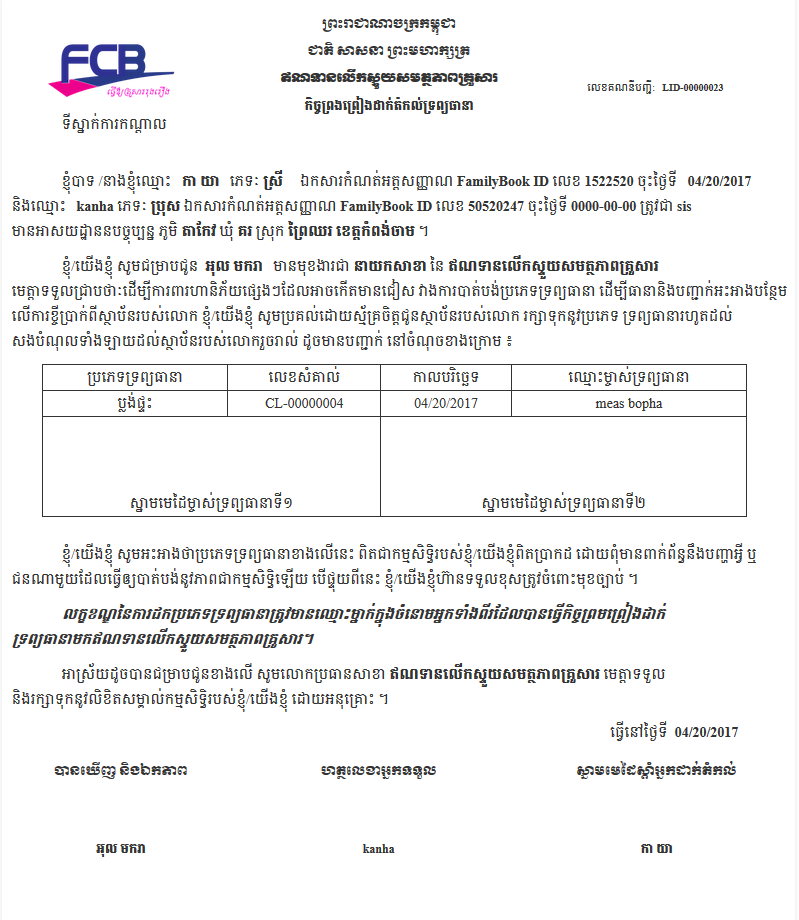 ព្រះរាជាណាចក្រកម្ពុជា
ជាតិ សាសនា ព្រះមហាក្សត្រ
ឥណទានលើកស្ទួយសមត្ថភាពគ្រួសារ
កិច្ចព្រងព្រៀងដាក់តំកល់ទ្រព្យធានា
FCB
ធ្វើឱ្យគ្រួសាររុងរឿង
ទីស្នាក់ការកណ្តាល
លេខគណនីបញ្ជី: LID-00000023
ខ្ញុំបាទ /នាងខ្ញុំឈ្មោះ កា យា ភេទ: ស្រី ឯកសារកំណត់អត្តសញ្ញាណ FamilyBook ID លេខ 1522520 ចុះថ្ងៃទី 04/20/2017
និងឈ្មោះ kanha ភេទ: ប្រុស ឯកសារកំណត់អត្តសញ្ញាណ FamilyBook ID លេខ 50520247 ចុះថ្ងៃទី 0000-00-00 ត្រូវជា sis
មានអាសយដ្ឋាននបច្ចុប្បន្ន ភូមិ តាកែវ ឃុំ គរ ស្រុក ព្រៃឈរ ខេត្តកំពង់ចាម ។
ខ្ញុំ/យើងខ្ញុំ សូមជម្រាបជូន អុល មករា មានមុខងារជា នាយកសាខា នៃ ឥណទានលើកស្ទួយសមត្ថភាពគ្រួសារ
មេត្តាទទួលជ្រាបថា:ដើម្បីការពារហានិភ័យផ្សេងៗដែលអាចកើតមានជៀស វាងការបាត់បង់ប្រភេទទ្រព្យធានា ដើម្បីធានានិងបញ្ជាក់អះអាងបន្ថែម
លើការខ្ចីប្រាក់ពីស្ថាប័នរបស់លោក ខ្ញុំ/យើងខ្ញុំ សូមប្រគល់ដោយស្ម័គ្រចិត្តជូនស្ថាប័នរបស់លោក រក្សាទុកនូវប្រភេទ ទ្រព្យធានារហូតដល់
សងបំណុលទាំងឡាយដល់ស្ថាប័នរបស់លោករួចរាល់ ដូចមានបញ្ជាក់ នៅចំណុចខាងក្រោម ៖
ប្រភេទទ្រព្យធានា លេខសំគាល់ កាលបរិច្ឆេទ ឈ្មោះម្ចាស់ទ្រព្យធានា
ប្លង់ផ្ទះ CL-00000004 04/20/2017 meas bopha
ស្នាមមេដៃម្ចាស់ទ្រព្យធានាទី១ ស្នាមមេដៃម្ចាស់ទ្រព្យធានាទី២
ខ្ញុំ/យើងខ្ញុំ សូមអះអាងថាប្រភេទទ្រព្យធានាខាងលើនេះ ពិតជាកម្មសិទ្ធិរបស់ខ្ញុំ/យើងខ្ញុំពិតប្រាកដ ដោយពុំមានពាក់ព័ន្ធនឹងបញ្ហាអ្វី ឬ
ជនណាមួយដែលធ្វើឲ្យបាត់បង់នូវភាពជាកម្មសិទ្ធិឡើយ បើផ្ទុយពីនេះ ខ្ញុំ/យើងខ្ញុំហ៊ានទទួលខុសត្រូវចំពោះមុខច្បាប់ ។
លក្ខខណ្ឌនៃការដកប្រភេទទ្រព្យធានាត្រូវមានឈ្មោះម្នាក់ក្នុងចំនោមអ្នកទាំងពីរដែលបានធ្វើកិច្ចព្រមព្រៀងដាក់
ទ្រព្យធានាមកឥណទានលើកស្ទួយសមត្ថភាពគ្រួសារ។
អាស្រ័យដូចបានជម្រាបជូនខាងលើ សូមលោកប្រធានសាខា ឥណទានលើកស្ទួយសមត្ថភាពគ្រួសារ មេត្តាទទួល
និងរក្សាទុកនូវលិខិតសម្គាល់កម្មសិទ្ធិរបស់ខ្ញុំ/យើងខ្ញុំ ដោយអនុគ្រោះ ។
ធ្វើនៅថ្ងៃទី 04/20/2017
បានឃើញ និងឯកភាព ហត្ថលេខាអ្នកទទួល ស្នាមមេដៃស្តាំអ្នកដាក់តំកល់
អុល មករា kanha កា យា